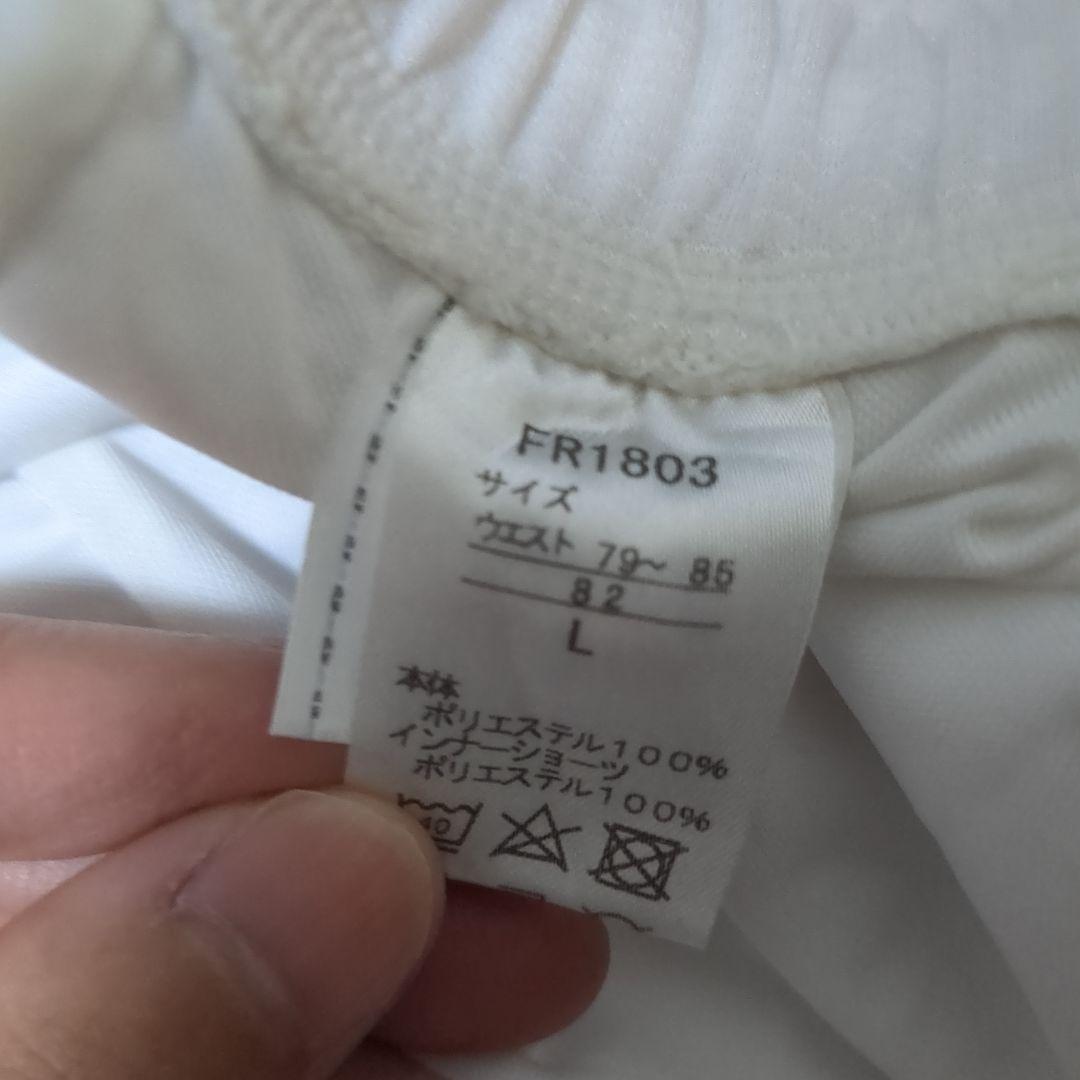 FR1803
サイズ
ウエスト 79～ 85
82
L
本体
ポリエステル100%
インナーショーツ
ポリエステル100%
40